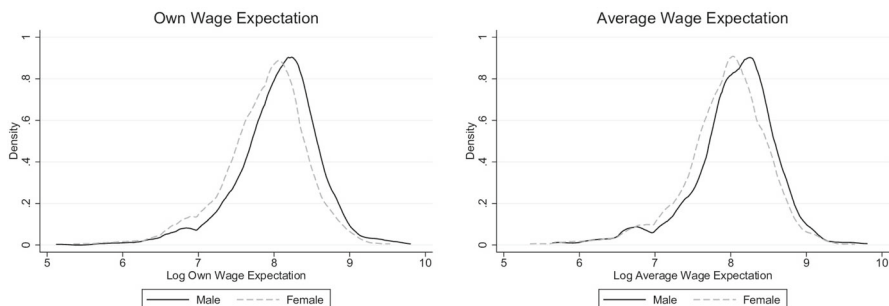 Own Wage Expectation
1
.8
.6
.4
.2
0
Density
5 6 7 8 9 10
Log Own Wage Expectation
Male Female
Average Wage Expectation
1
.8
.6
.4
.2
0
Density
5 6 7 8 9 10
Log Average Wage Expectation
Male Female